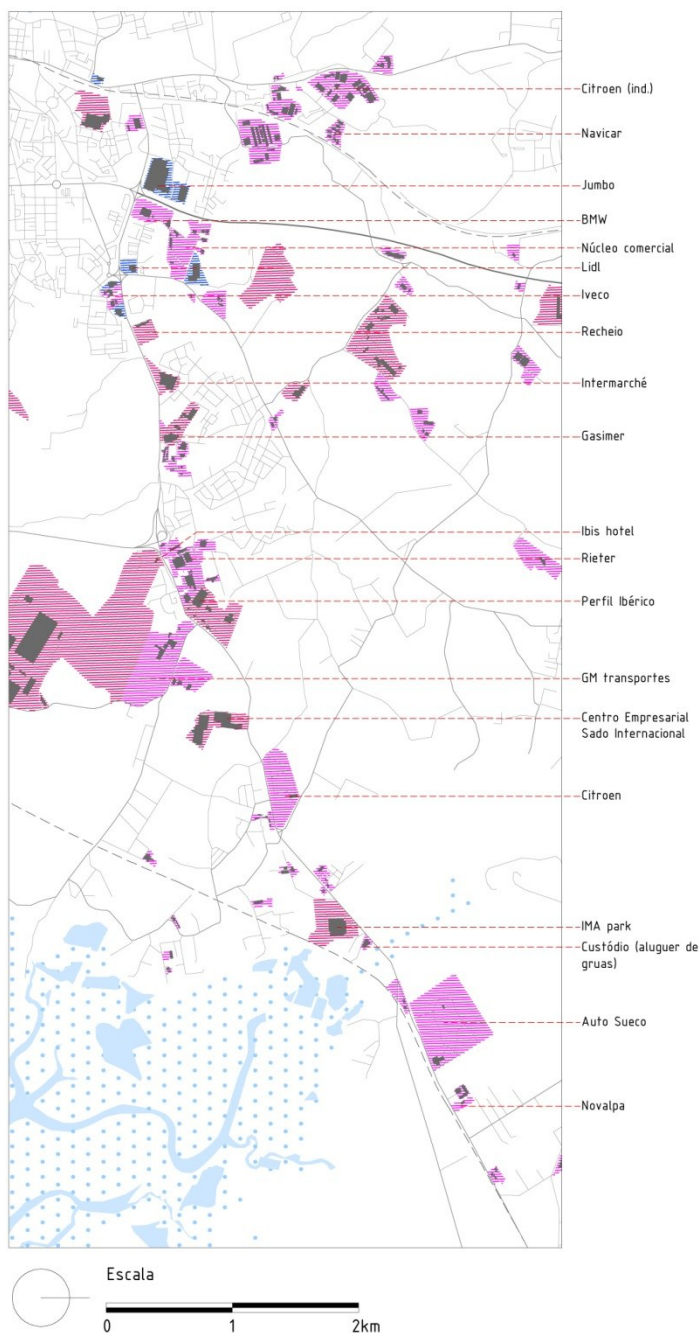 Citroen (ind.)
Navicar
Jumbo
BMW
Núcleo comercial
Lidl
Iveco
Recheio
Intermarché
Gasimer
Ibis hotel
Rieter
Perfil Ibérico
GM transportes
Centro Empresarial
Sado Internacional
Citroen
IMA park
Custódio (aluguer de
gruas)
Auto Sueco
Novalpa
Escala
0 1 2km